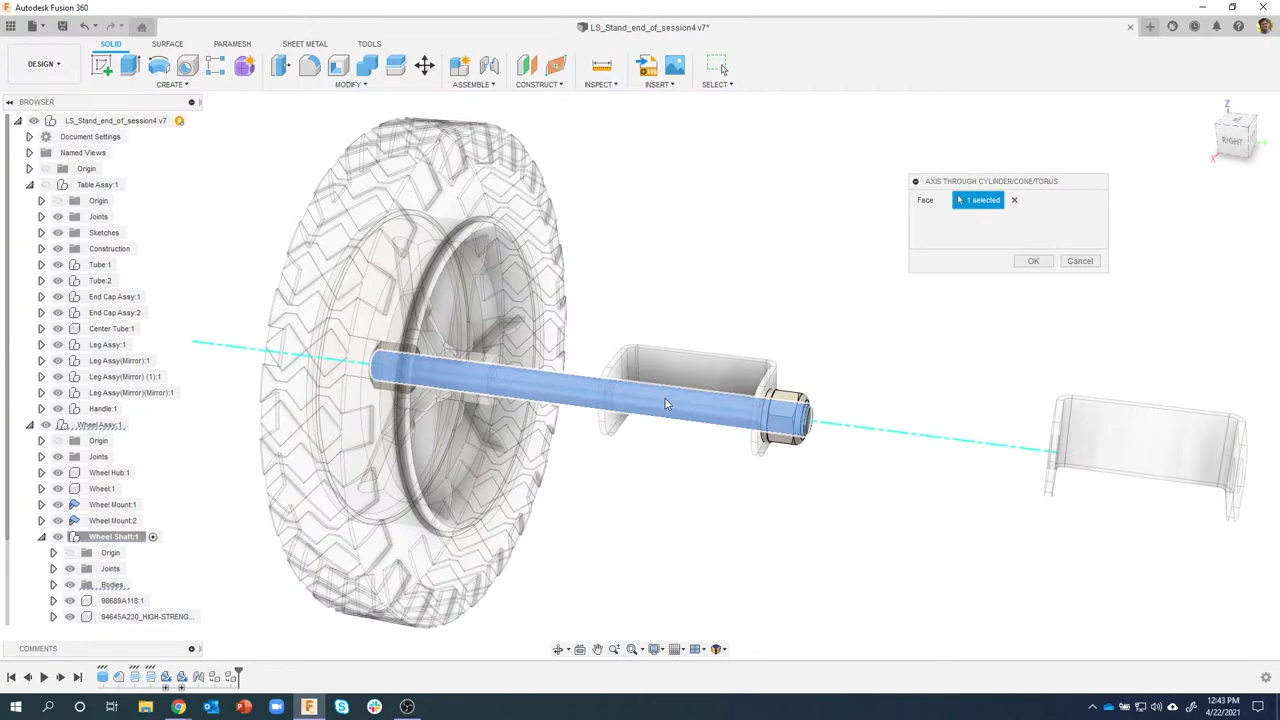 Autodesk Fusion 360
LS_Stand_end_of_session4 v7*
SOLID SURFACE PARAMESH SHEET METAL TOOLS
DESIGN
CREATE MODIFY ASSEMBLE CONSTRUCT INSPECT INSERT SELECT
BROWSER
LS_Stand_end_of_session4 v7
Document Settings
Named Views
Origin
Table Assy:1
Origin
Joints
Sketches
Construction
Tube:1
Tube:2
End Cap Assy:1
End Cap Assy:2
Center Tube:1
Leg Assy:1
Leg Assy(Mirror):1
Leg Assy(Mirror) (1):1
Leg Assy(Mirror)(Mirror):1
Handle:1
Wheel Assy:1
Origin
Joints
Wheel Hub:1
Wheel:1
Wheel Mount:1
Wheel Mount:2
Wheel Shaft:1
Origin
Joints
Bodies
98689A118:1
94645A230_HIGH-STRENG...
AXIS THROUGH CYLINDER/CONE/TORUS
Face 1 selected
OK Cancel
Z
RIGHT
Y
X
COMMENTS
12:43 PM
4/22/2021